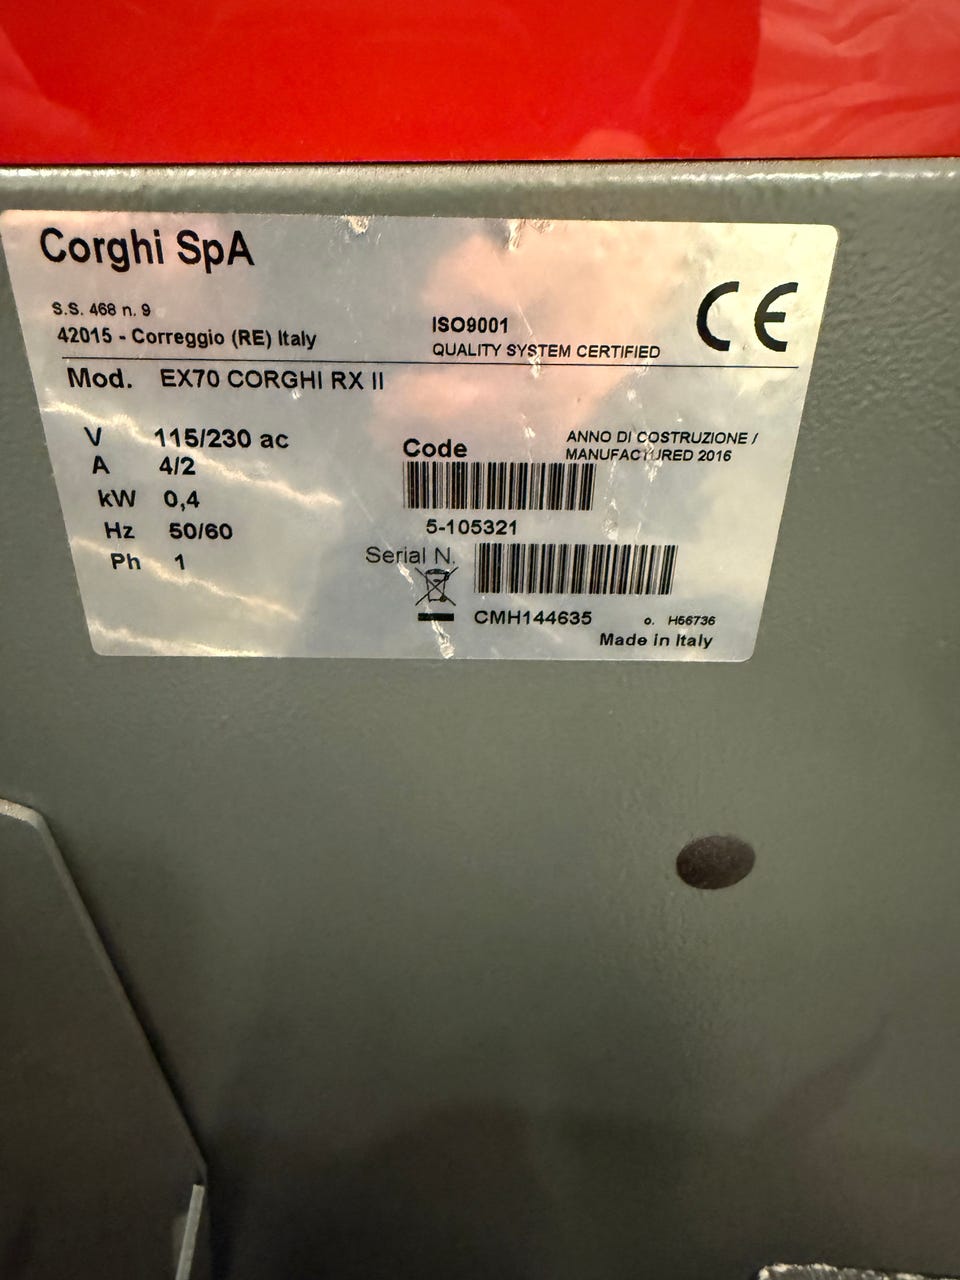 Corghi SpA
S.S. 468 n. 9
42015 - Correggio (RE) Italy
ISO9001
QUALITY SYSTEM CERTIFIED
CE
Mod. EX70 CORGHI RX II
V 115/230 ac
A 4/2
kW 0,4
Hz 50/60
Ph 1
Code
ANNO DI COSTRUZIONE /
MANUFACTURED 2016
5-105321
Serial N.
CMH144635
o. H56736
Made in Italy